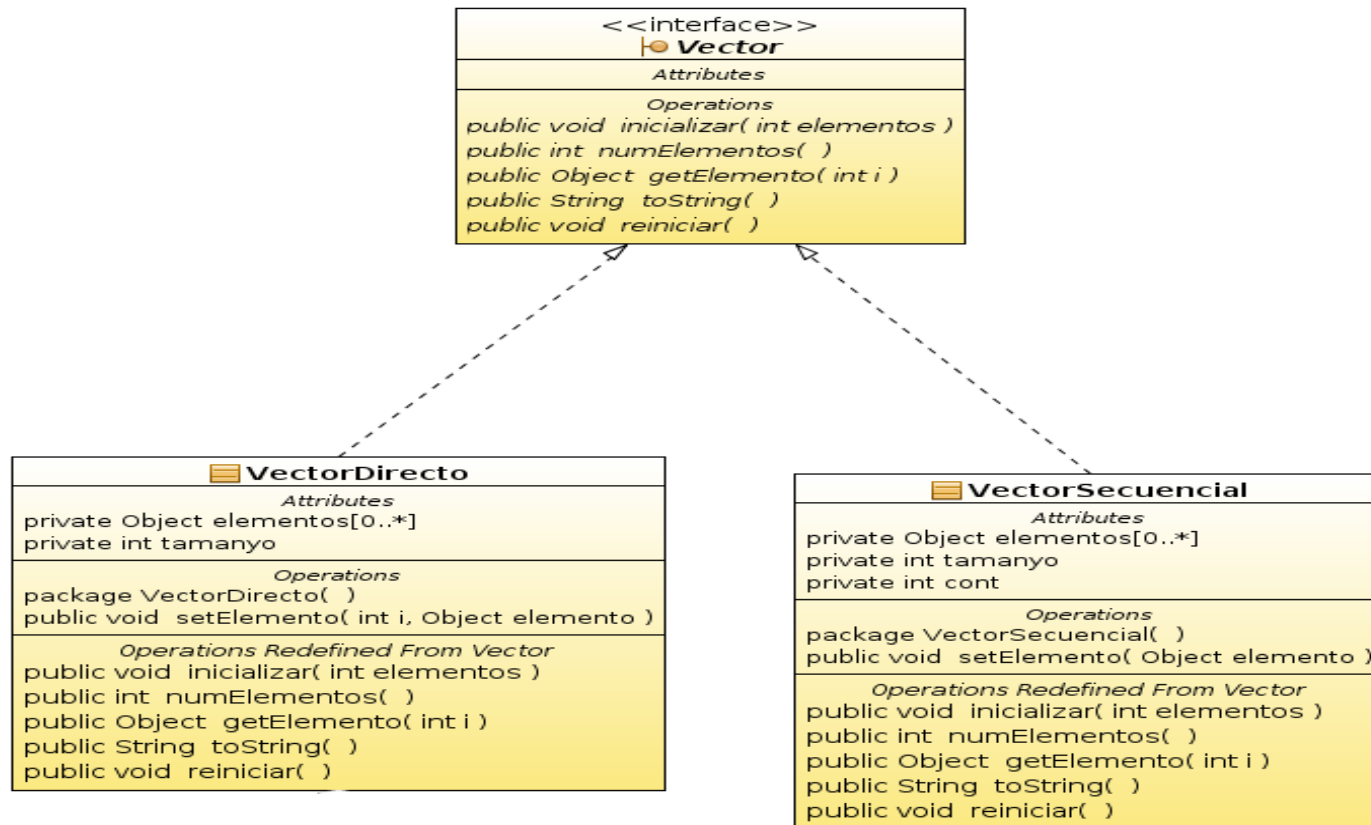 <<interface>>
Vector
Attributes
Operations
public void inicializar( int elementos )
public int numElementos( )
public Object getElemento( int i )
public String toString( )
public void reiniciar( )
VectorDirecto
Attributes
private Object elementos[0..*]
private int tamanyo
Operations
package VectorDirecto( )
public void setElemento( int i, Object elemento )
Operations Redefined From Vector
public void inicializar( int elementos )
public int numElementos( )
public Object getElemento( int i )
public String toString( )
public void reiniciar( )
VectorSecuencial
Attributes
private Object elementos[0..*]
private int tamanyo
private int cont
Operations
package VectorSecuencial( )
public void setElemento( Object elemento )
Operations Redefined From Vector
public void inicializar( int elementos )
public int numElementos( )
public Object getElemento( int i )
public String toString( )
public void reiniciar( )